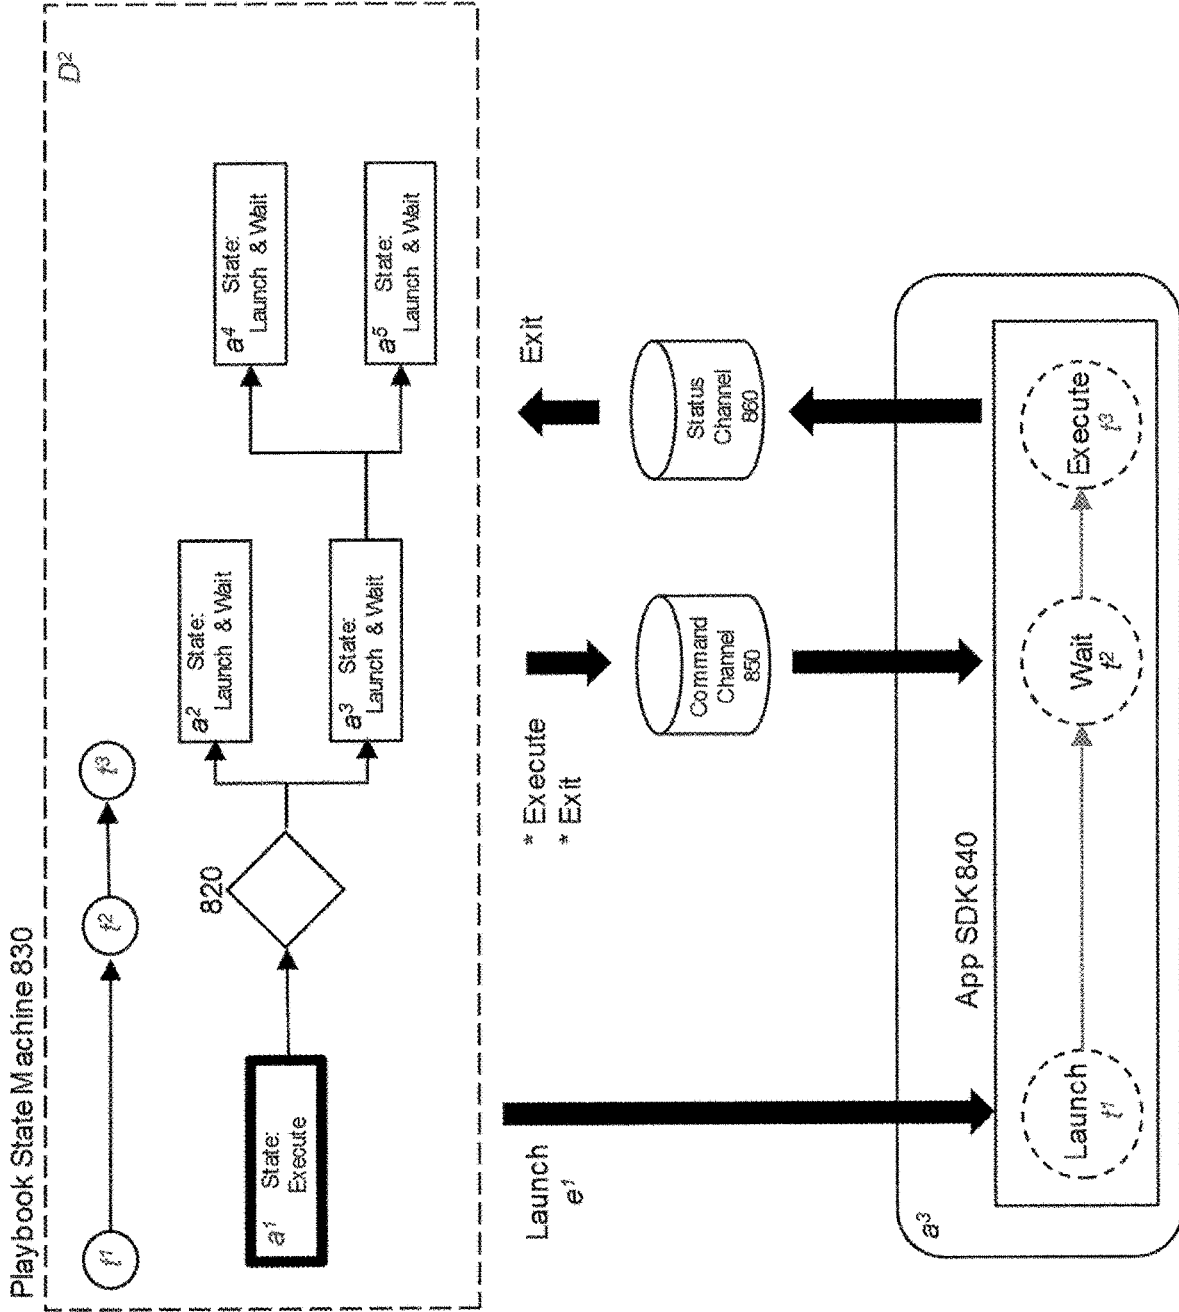 Playbook State Machine 830
D²
t¹
t²
t³
a¹ State:
Execute
820
a² State:
Launch & Wait
a³ State:
Launch & Wait
a⁴ State:
Launch & Wait
a⁵ State:
Launch & Wait
Launch
e¹
* Execute
* Exit
Exit
Command
Channel
850
Status
Channel
860
App SDK 840
a³
Launch
t¹
Wait
t²
Execute
t³